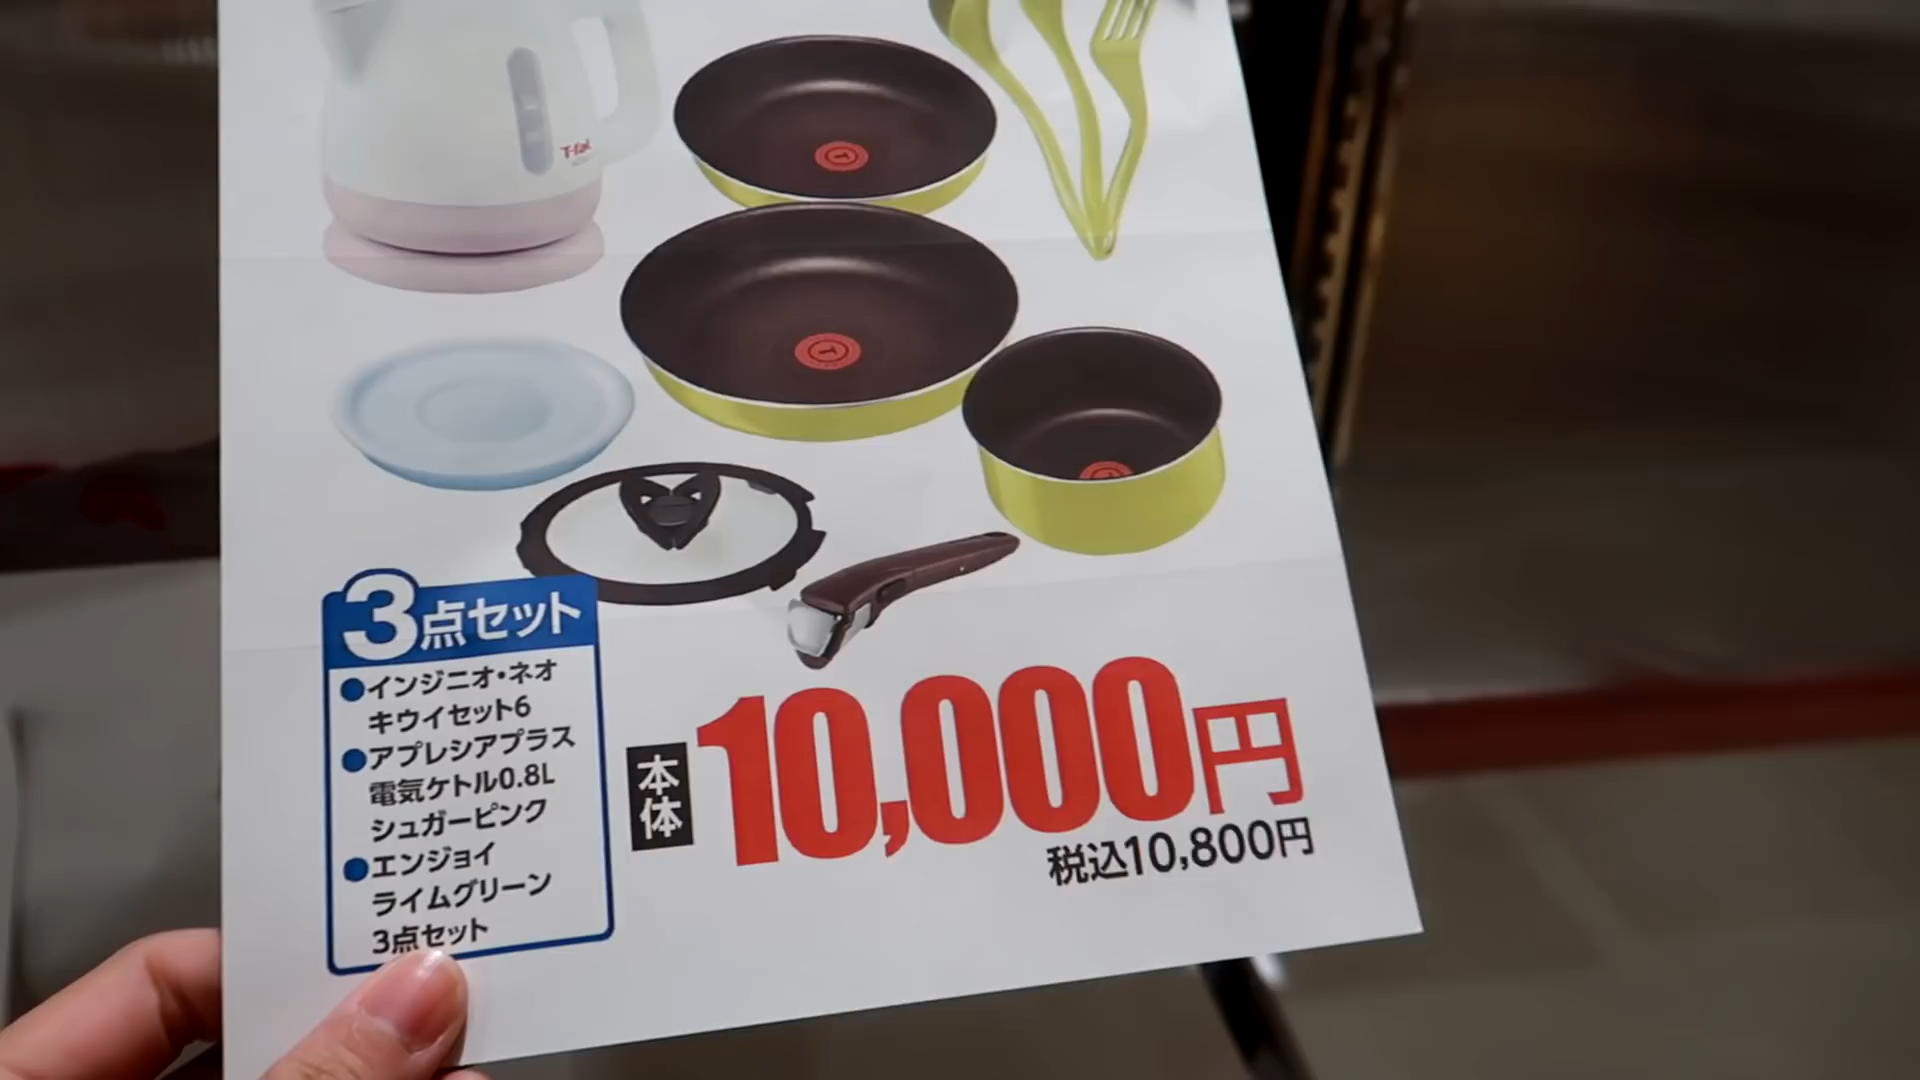 T-fal
3点セット
●インジニオ・ネオ
キウイセット6
●アプレシアプラス
電気ケトル0.8L
シュガーピンク
●エンジョイ
ライムグリーン
3点セット
本体
10,000円
税込10,800円